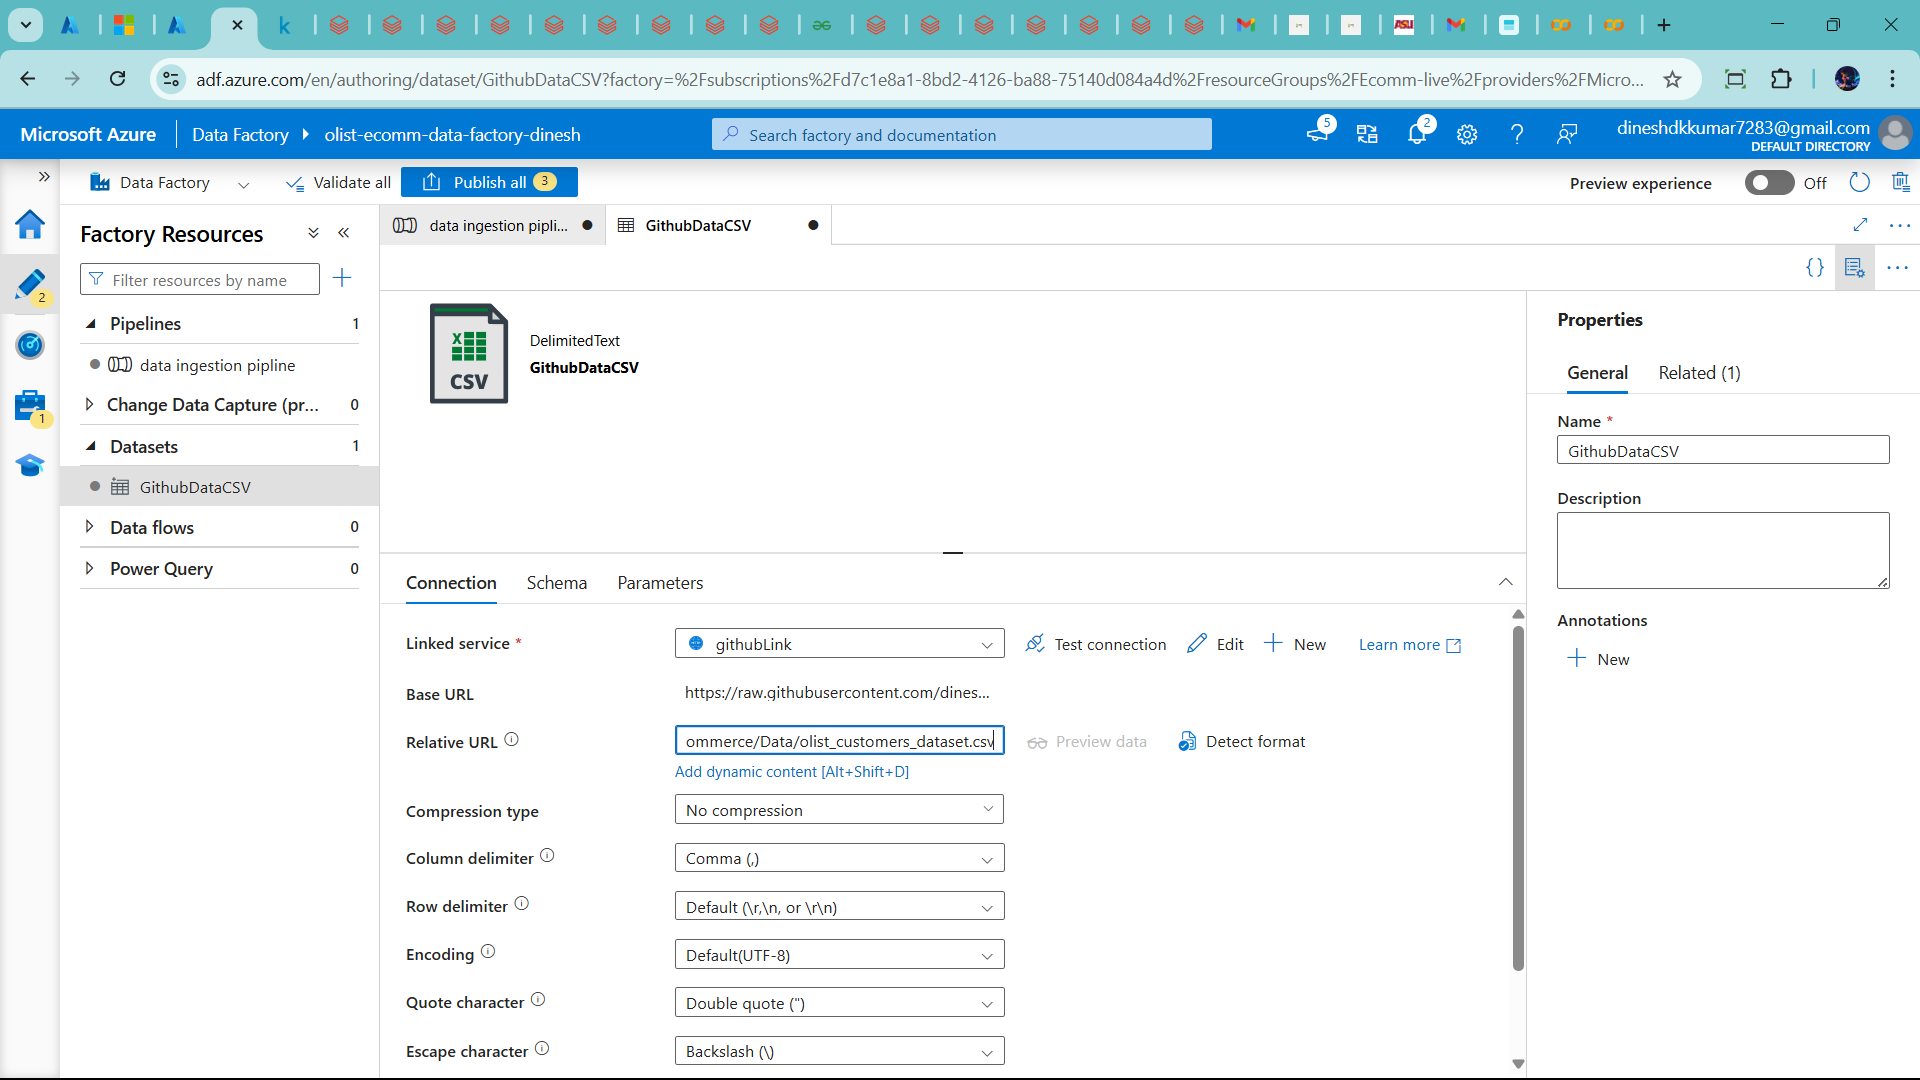 adf.azure.com/en/authoring/dataset/GithubDataCSV?factory=%2Fsubscriptions%2Fd7c1e8a1-8bd2-4126-ba88-75140d084a4d%2FresourceGroups%2FEcomm-live%2Fproviders%2FMicro...
Microsoft Azure
Data Factory
olist-ecomm-data-factory-dinesh
Search factory and documentation
5
2
dineshdkkumar7283@gmail.com
DEFAULT DIRECTORY
Data Factory
Validate all
Publish all
3
Preview experience
Off
Factory Resources
Filter resources by name
2
1
Pipelines
1
data ingestion pipline
Change Data Capture (pr...
0
Datasets
1
GithubDataCSV
Data flows
0
Power Query
0
data ingestion pipli...
GithubDataCSV
{}
CSV
DelimitedText
GithubDataCSV
Connection
Schema
Parameters
Linked service *
githubLink
Test connection
Edit
New
Learn more
Base URL
https://raw.githubusercontent.com/dines...
Relative URL
ommerce/Data/olist_customers_dataset.csv
Preview data
Detect format
Add dynamic content [Alt+Shift+D]
Compression type
No compression
Column delimiter
Comma (,)
Row delimiter
Default (\r,\n, or \r\n)
Encoding
Default(UTF-8)
Quote character
Double quote (")
Escape character
Backslash (\)
Properties
General
Related (1)
Name *
GithubDataCSV
Description
Annotations
New